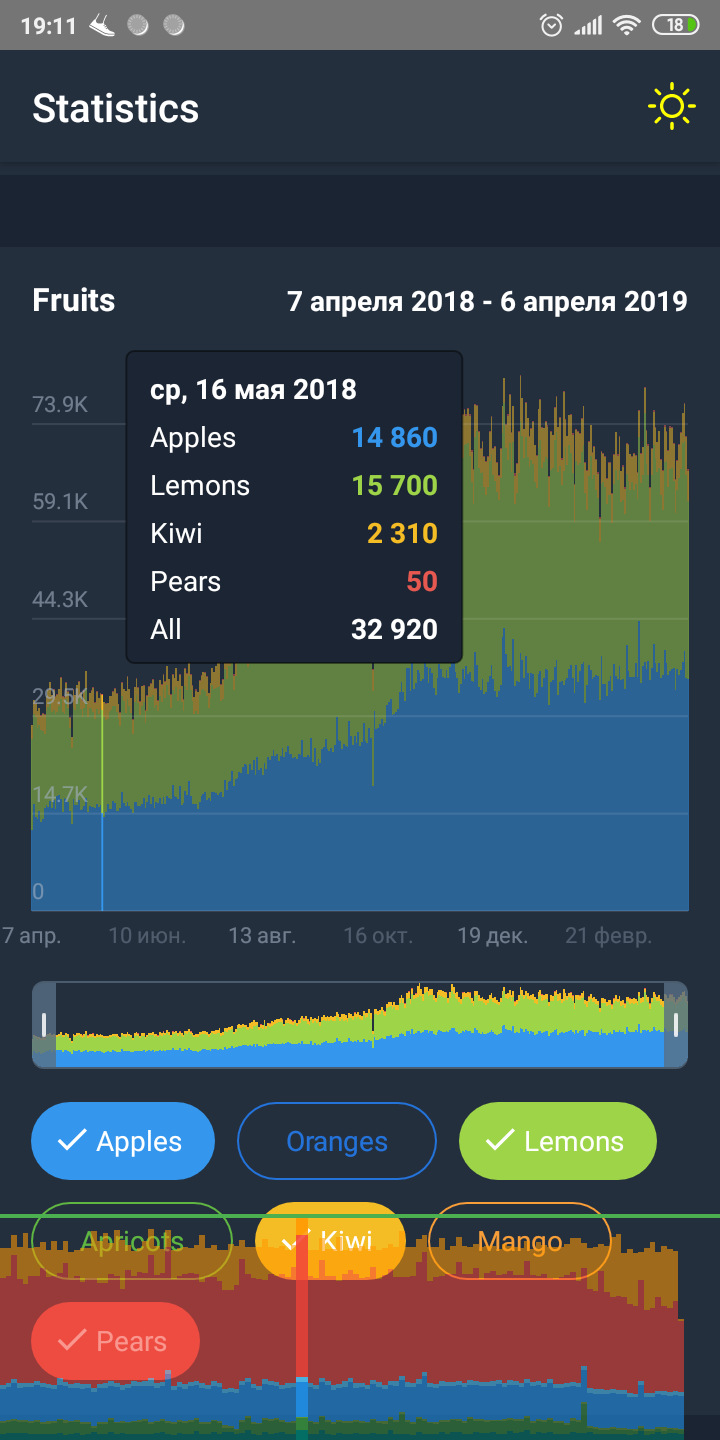 19:11
18
Statistics
Fruits
7 апреля 2018 - 6 апреля 2019
ср, 16 мая 2018
Apples 14 860
Lemons 15 700
Kiwi 2 310
Pears 50
All 32 920
73.9K
59.1K
44.3K
29.5K
14.7K
0
7 апр. 10 июн. 13 авг. 16 окт. 19 дек. 21 февр.
Apples
Oranges
Lemons
Apricots
Kiwi
Mango
Pears